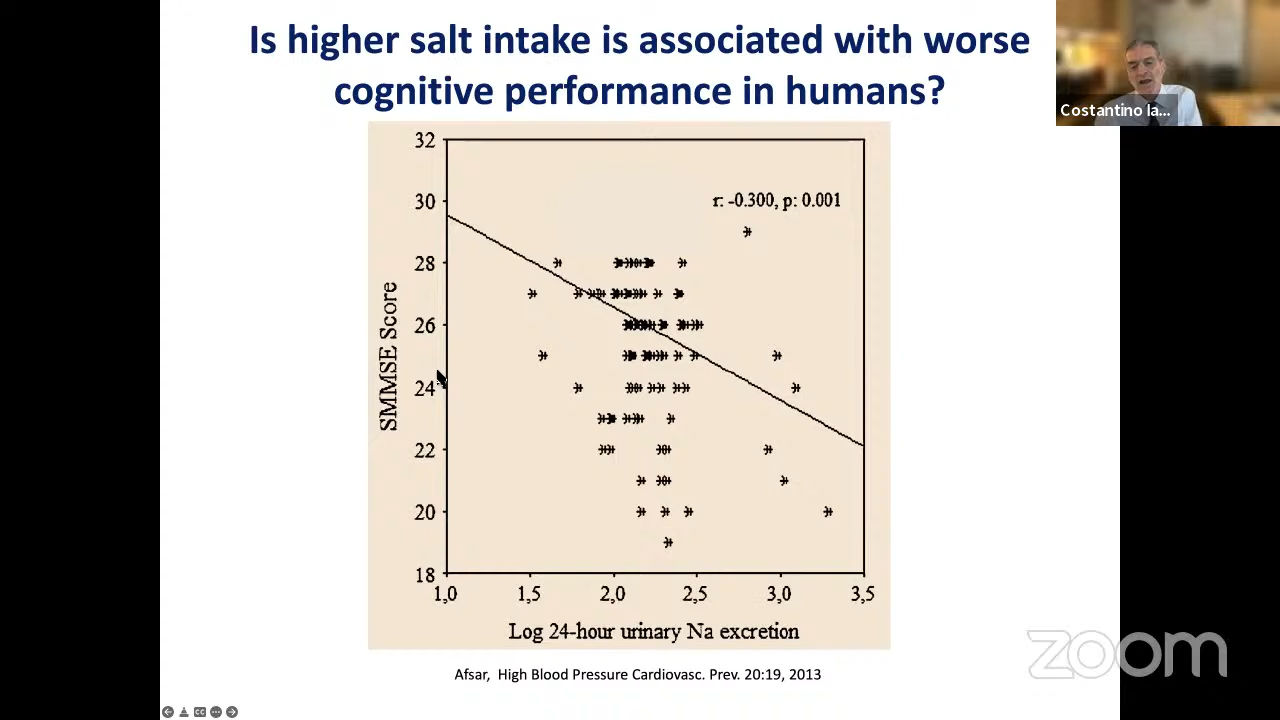 Is higher salt intake is associated with worse
cognitive performance in humans?
Costantino Ia...
32
30
28
26
24
22
20
18
SMMSE Score
r: -0.300, p: 0.001
1,0 1,5 2,0 2,5 3,0 3,5
Log 24-hour urinary Na excretion
Afsar, High Blood Pressure Cardiovasc. Prev. 20:19, 2013
zoom
CC